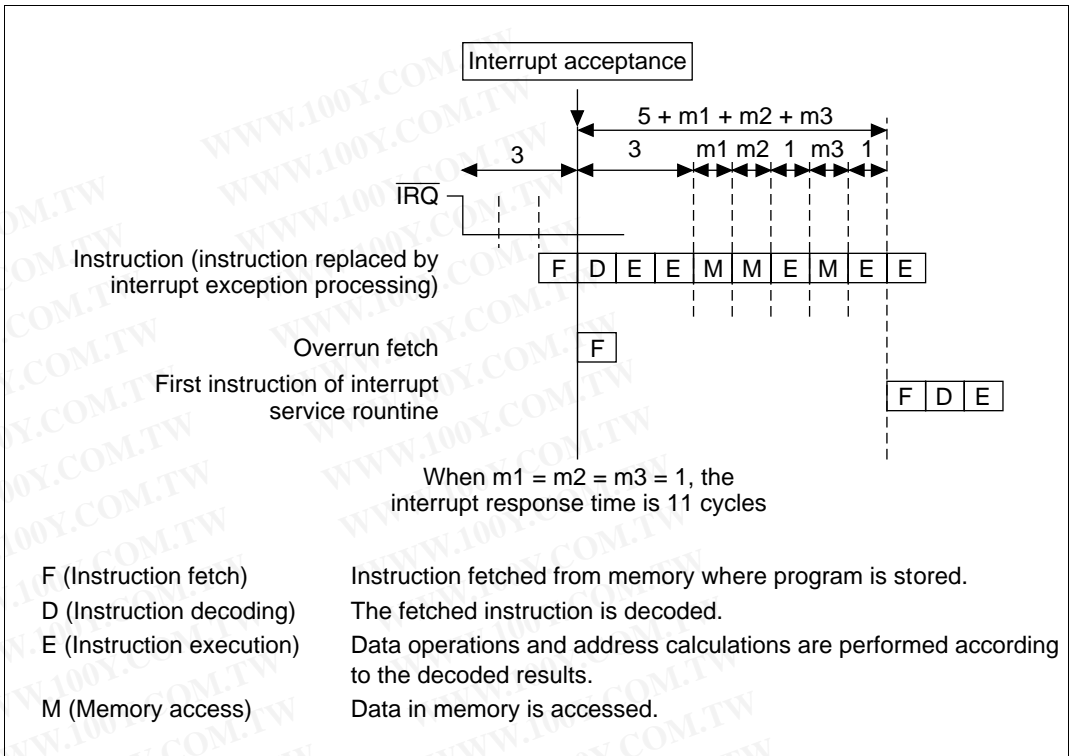 Interrupt acceptance
5 + m1 + m2 + m3
3 3 m1 m2 1 m3 1
IRQ
Instruction (instruction replaced by
interrupt exception processing)
F D E E M M E M E E
Overrun fetch
F
First instruction of interrupt
service rountine
F D E
When m1 = m2 = m3 = 1, the
interrupt response time is 11 cycles
F (Instruction fetch) Instruction fetched from memory where program is stored.
D (Instruction decoding) The fetched instruction is decoded.
E (Instruction execution) Data operations and address calculations are performed according
to the decoded results.
M (Memory access) Data in memory is accessed.
WWW.100Y.COM.TW